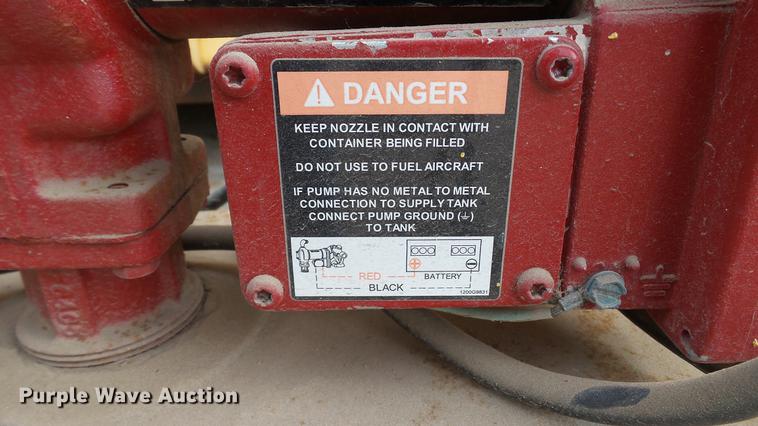 DANGER
KEEP NOZZLE IN CONTACT WITH
CONTAINER BEING FILLED
DO NOT USE TO FUEL AIRCRAFT
IF PUMP HAS NO METAL TO METAL
CONNECTION TO SUPPLY TANK
CONNECT PUMP GROUND (⏚)
TO TANK
RED
BATTERY
BLACK
1200G9831
Purple Wave Auction